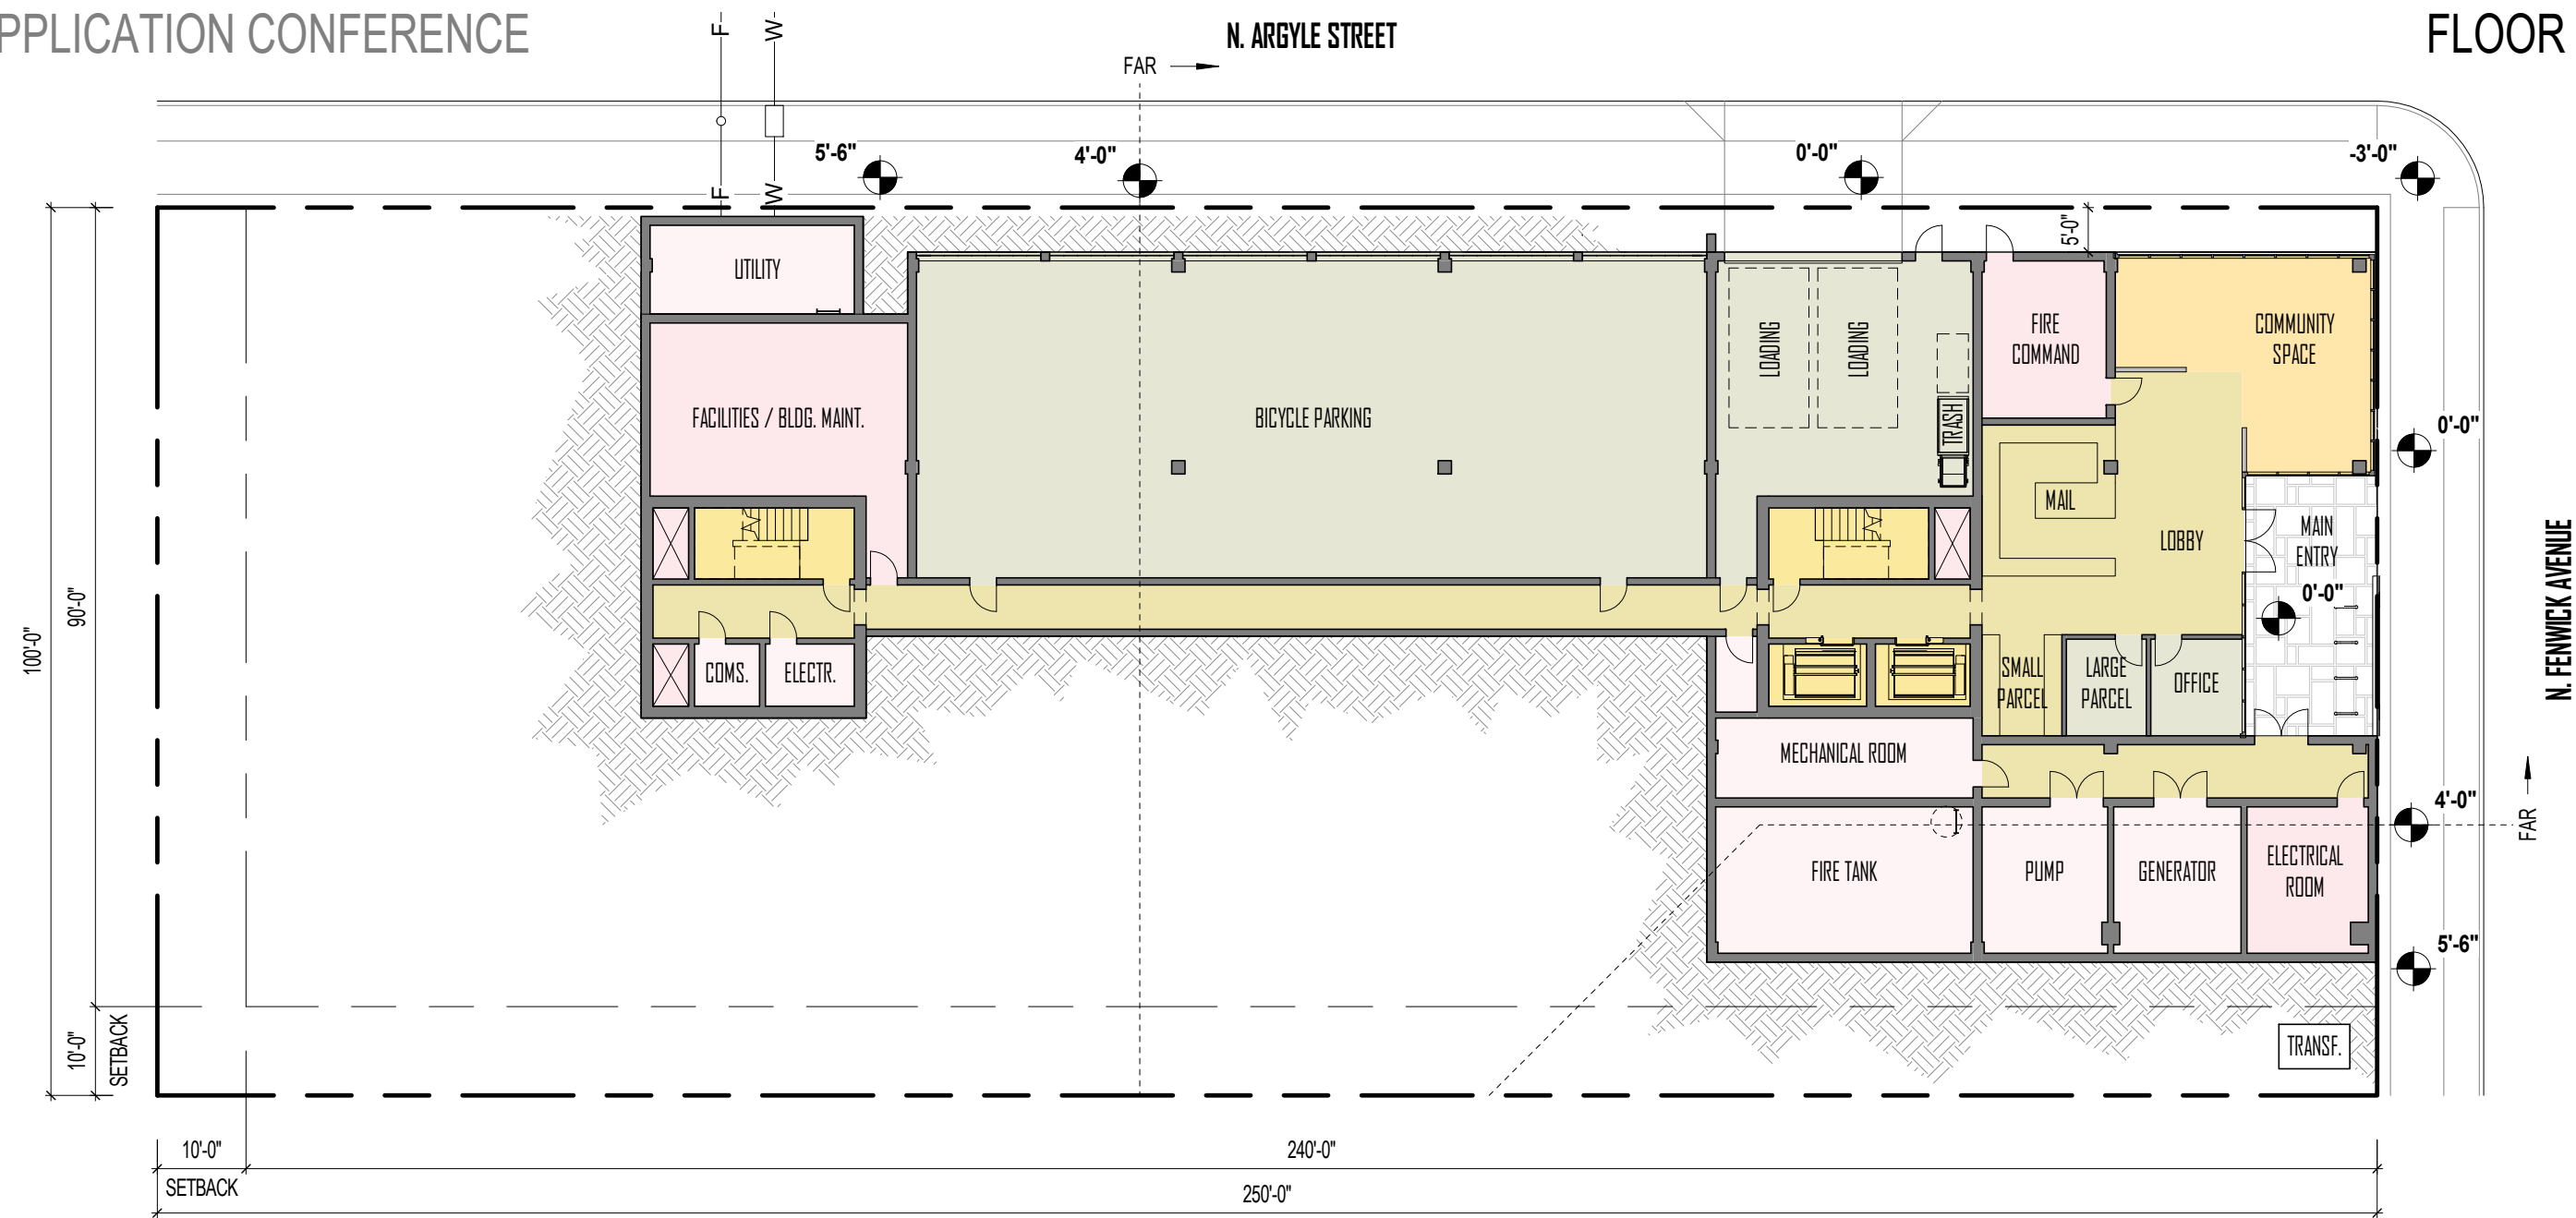 PPLICATION CONFERENCE
N. ARGYLE STREET
FLOOR
F
W
FAR
5'-6"
4'-0"
0'-0"
-3'-0"
F
W
5'-0"
UTILITY
LOADING
LOADING
FIRE
COMMAND
COMMUNITY
SPACE
FACILITIES / BLDG. MAINT.
BICYCLE PARKING
TRASH
0'-0"
MAIL
LOBBY
MAIN
ENTRY
0'-0"
N. FENWICK AVENUE
100'-0"
90'-0"
COMS.
ELECTR.
SMALL
PARCEL
LARGE
PARCEL
OFFICE
MECHANICAL ROOM
4'-0"
FAR
FIRE TANK
PUMP
GENERATOR
ELECTRICAL
ROOM
5'-6"
10'-0"
SETBACK
TRANSF.
10'-0"
SETBACK
240'-0"
250'-0"